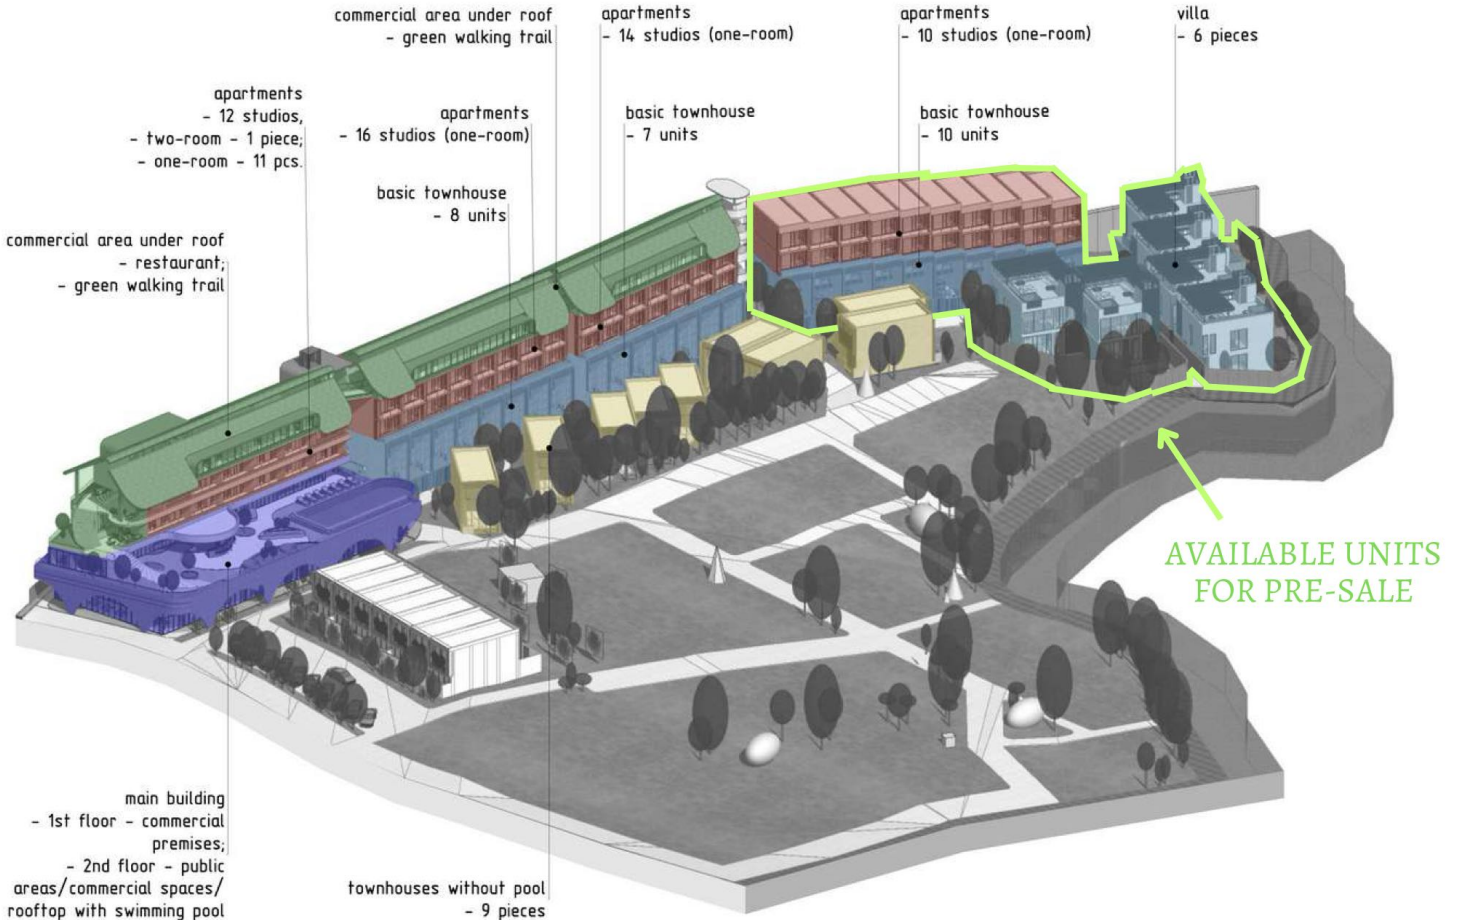 commercial area under roof
- green walking trail
apartments
- 14 studios (one-room)
apartments
- 10 studios (one-room)
villa
- 6 pieces
apartments
- 12 studios,
- two-room - 1 piece;
- one-room - 11 pcs.
apartments
- 16 studios (one-room)
basic townhouse
- 7 units
basic townhouse
- 10 units
basic townhouse
- 8 units
commercial area under roof
- restaurant;
- green walking trail
AVAILABLE UNITS
FOR PRE-SALE
main building
- 1st floor - commercial
premises;
- 2nd floor - public
areas/commercial spaces/
rooftop with swimming pool
townhouses without pool
- 9 pieces